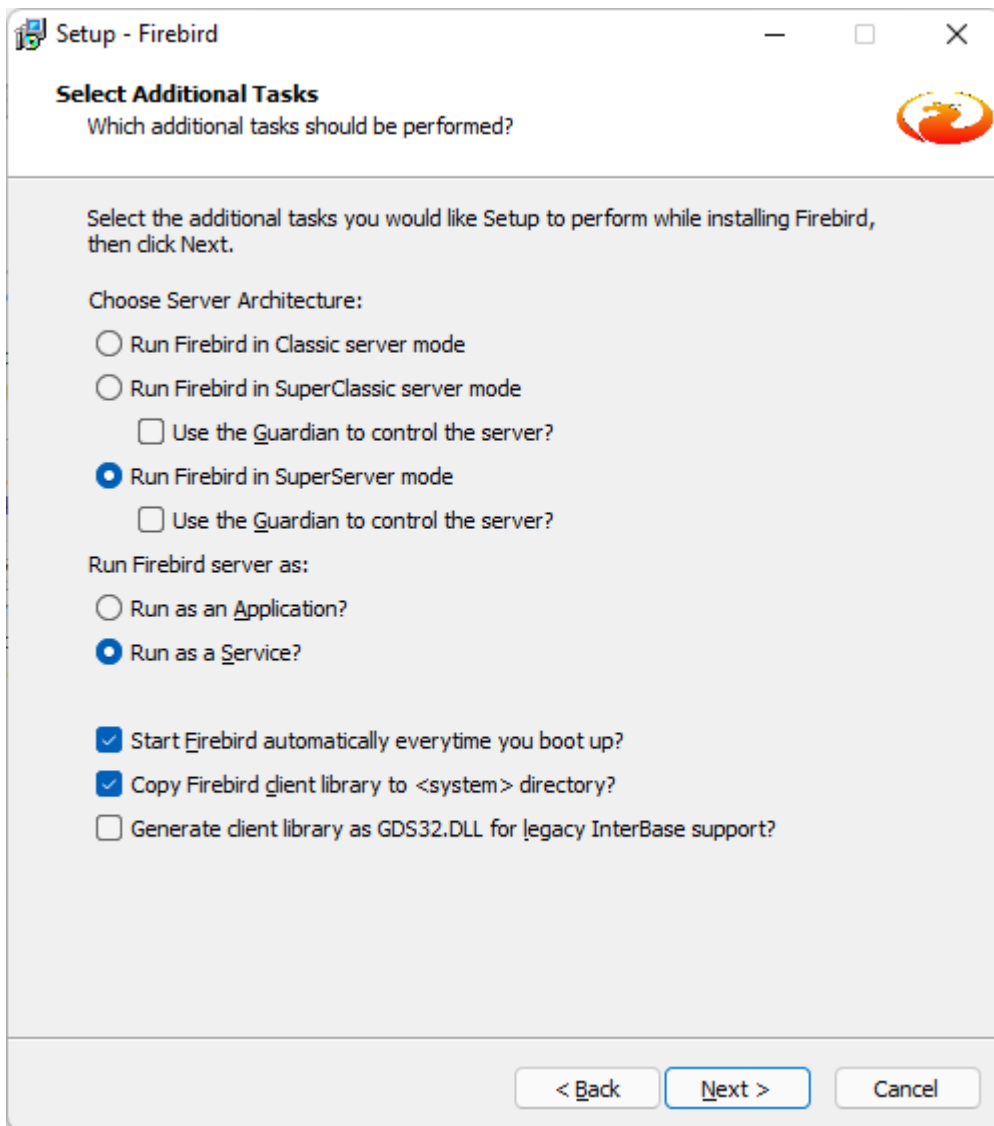 Setup - Firebird
Select Additional Tasks
Which additional tasks should be performed?
Select the additional tasks you would like Setup to perform while installing Firebird,
then click Next.
Choose Server Architecture:
Run Firebird in Classic server mode
Run Firebird in SuperClassic server mode
Use the Guardian to control the server?
Run Firebird in SuperServer mode
Use the Guardian to control the server?
Run Firebird server as:
Run as an Application?
Run as a Service?
Start Firebird automatically everytime you boot up?
Copy Firebird client library to <system> directory?
Generate client library as GDS32.DLL for legacy InterBase support?
< Back
Next >
Cancel